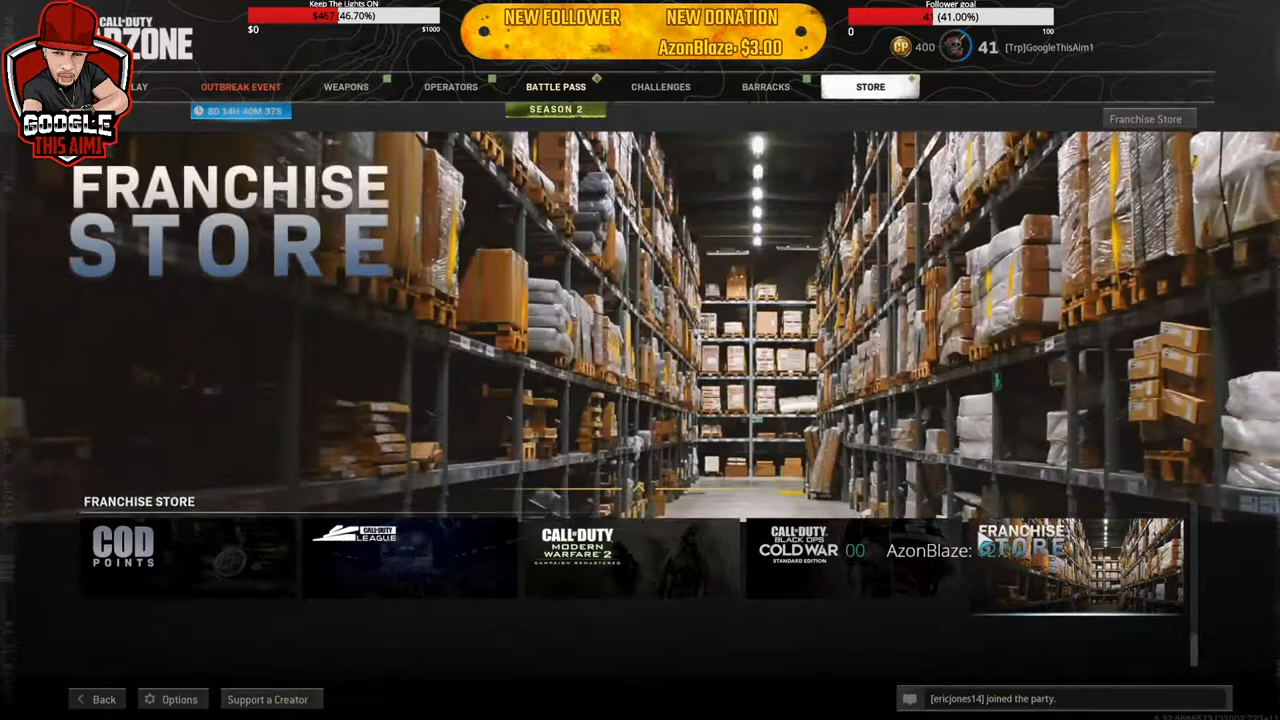 Keep The Lights ON
$467 (46.70%)
$0
$1000
NEW FOLLOWER
NEW DONATION
AzonBlaze: $3.00
Follower goal
41 (41.00%)
0
100
CALL·DUTY
GOOGLE
THIS AIM1
400
41
[Trp]GoogleThisAim1
OUTBREAK EVENT
WEAPONS
OPERATORS
BATTLE PASS
CHALLENGES
BARRACKS
STORE
8D 14H 40M 37S
SEASON 2
Franchise Store
FRANCHISE
STORE
FRANCHISE STORE
COD
POINTS
CALL·DUTY
LEAGUE
CALL·DUTY
MODERN
WARFARE 2
CAMPAIGN REMASTERED
CALL·DUTY
BLACK OPS
COLD WAR
STANDARD EDITION
00
AzonBlaze:
FRANCHISE
STORE
Back
Options
Support a Creator
[ericjones14] joined the party.